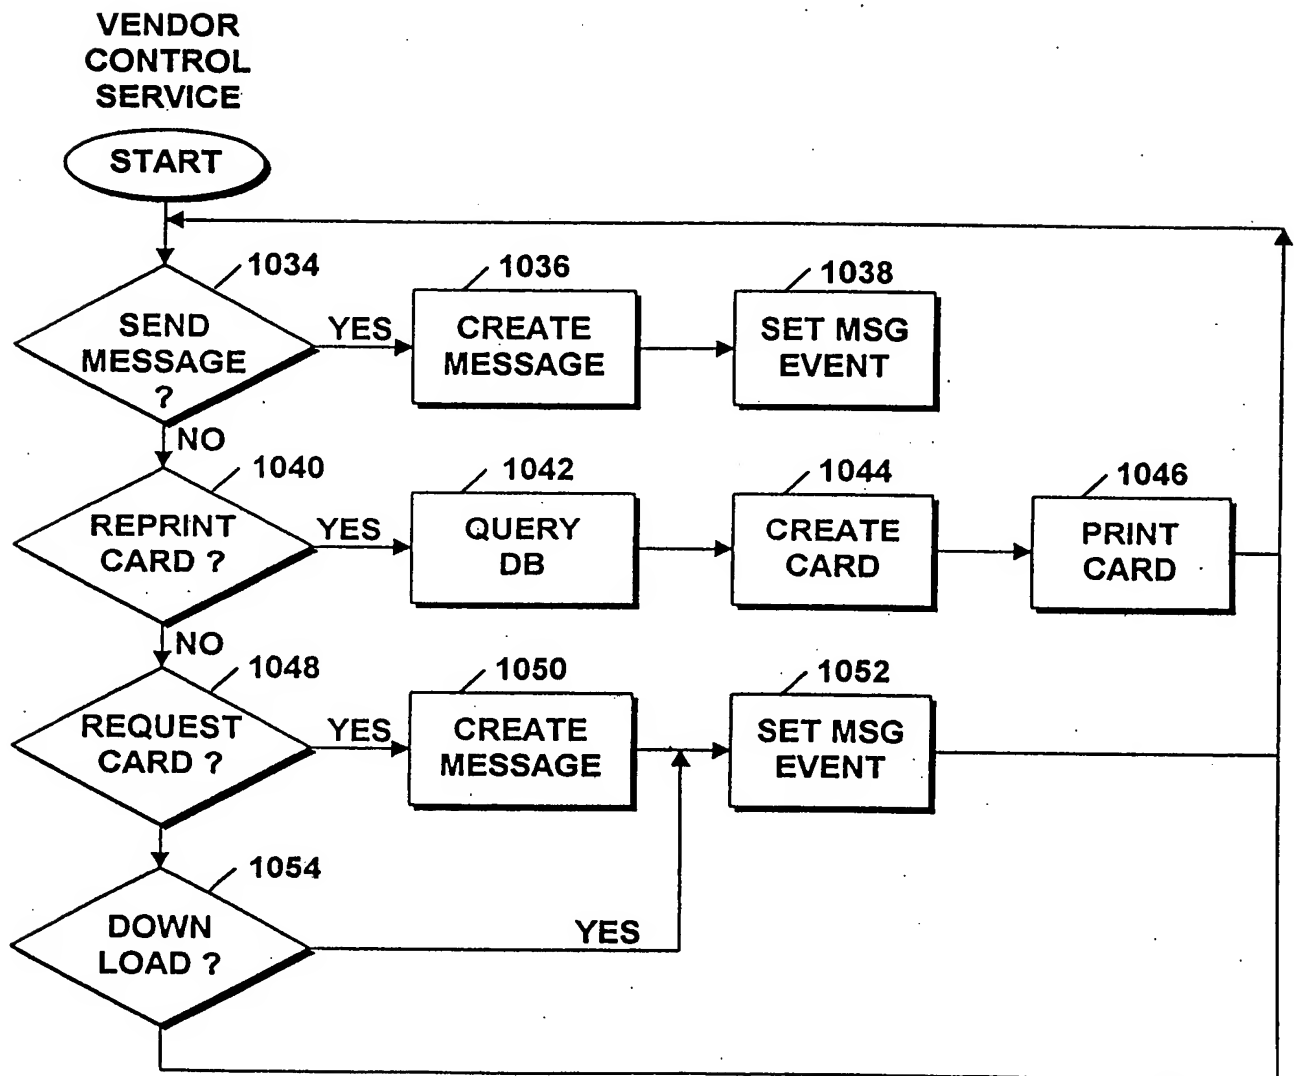 VENDOR
CONTROL
SERVICE
START
1034
SEND
MESSAGE
?
YES
1036
CREATE
MESSAGE
1038
SET MSG
EVENT
NO
1040
REPRINT
CARD ?
YES
1042
QUERY
DB
1044
CREATE
CARD
1046
PRINT
CARD
NO
1048
REQUEST
CARD ?
YES
1050
CREATE
MESSAGE
1052
SET MSG
EVENT
1054
DOWN
LOAD ?
YES